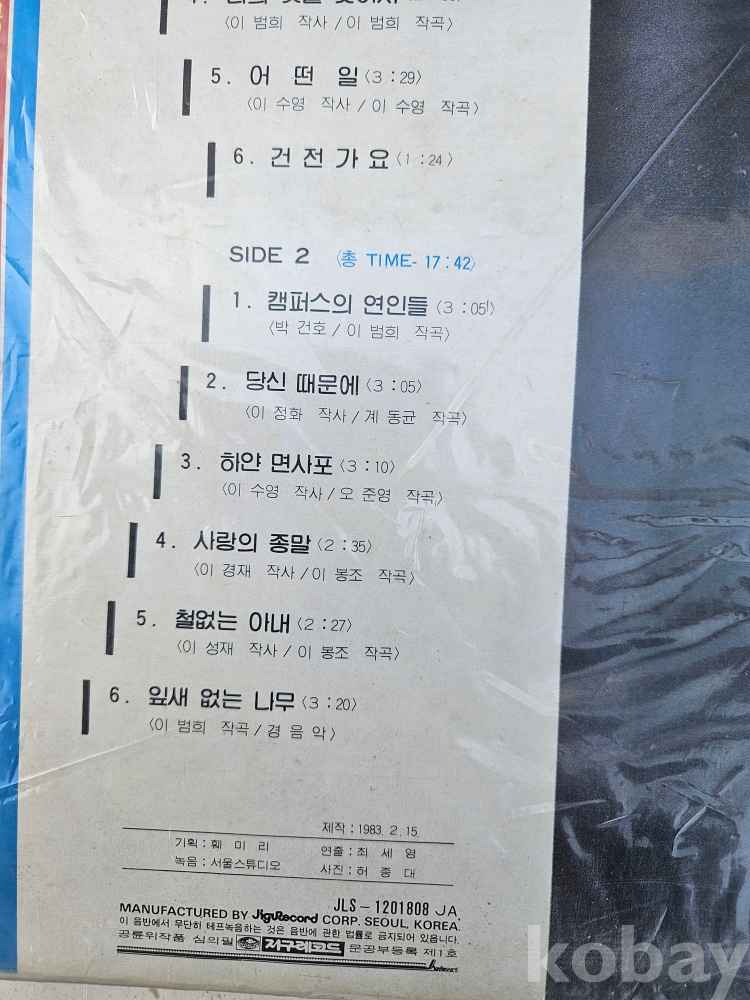 〈이 범희 작사 / 이 범희 작곡〉
5. 어 떤 일 〈3 : 29〉
〈이 수영 작사 / 이 수영 작곡〉
6. 건 전 가 요 〈1 : 24〉
SIDE 2 〈총 TIME- 17 : 42〉
1. 캠퍼스의 연인들 〈3 : 05〉
〈박 건호 / 이 범희 작곡〉
2. 당신 때문에 〈3 : 05〉
〈이 정화 작사 / 계 동균 작곡〉
3. 하얀 면사포 〈3 : 10〉
〈이 수영 작사 / 오 준영 작곡〉
4. 사랑의 종말 〈2 : 35〉
〈이 경재 작사 / 이 봉조 작곡〉
5. 철없는 아내 〈2 : 27〉
〈이 성재 작사 / 이 봉조 작곡〉
6. 잎새 없는 나무 〈3 : 20〉
〈이 범희 작곡 / 경 음 악〉
제작 : 1983. 2. 15.
기획 : 훼 미 리 연출 : 최 세 영
녹음 : 서울스튜디오 사진 : 허 종 대
JLS - 1201808 JA
MANUFACTURED BY JiguRecord CORP. SEOUL, KOREA.
이 음반에서 무단히 테프녹음하는 것은 음반에 관한 법률로 금지되어 있습니다.
공륜위작품 심의필 지구레코드 문공부등록 제1호
kobay